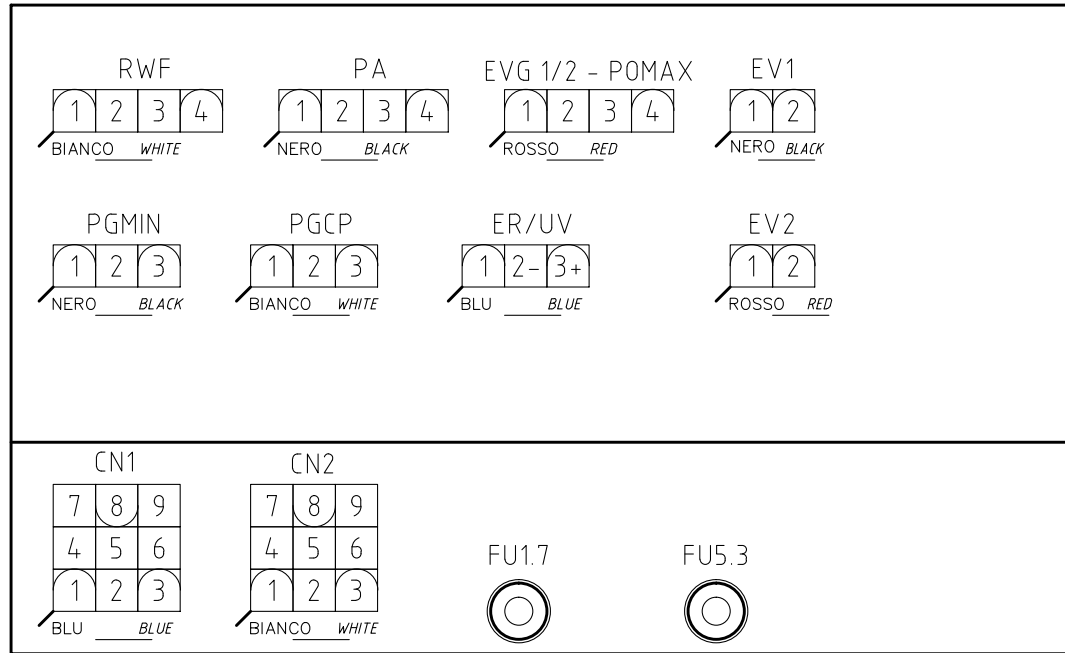 RWF PA EVG 1/2 - POMAX EV1
1 2 3 4 1 2 3 4 1 2 3 4 1 2
BIANCO WHITE NERO BLACK ROSSO RED NERO BLACK
PGMIN PGCP ER/UV EV2
1 2 3 1 2 3 1 2- 3+ 1 2
NERO BLACK BIANCO WHITE BLU BLUE ROSSO RED
CN1 CN2
7 8 9 7 8 9
4 5 6 4 5 6
FU1.7 FU5.3
1 2 3 1 2 3
BLU BLUE BIANCO WHITE